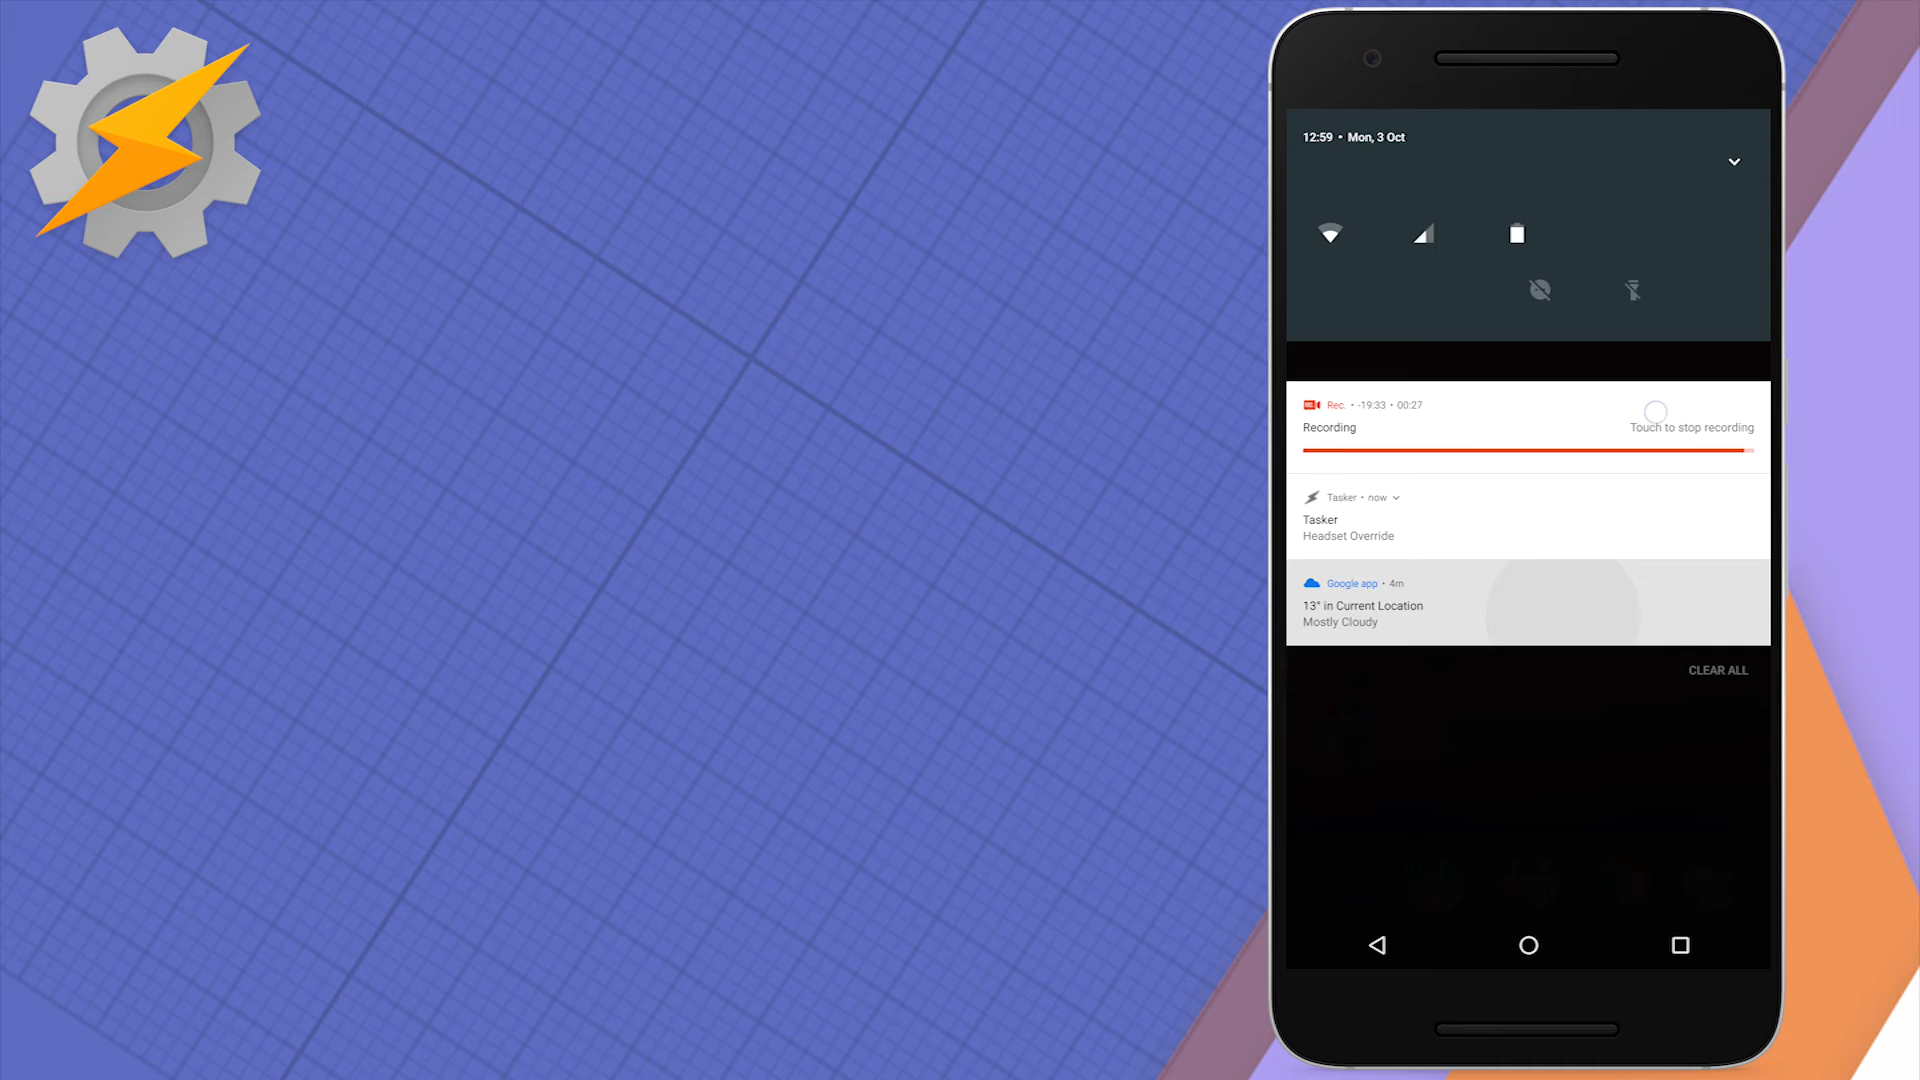 12:59 • Mon, 3 Oct
Rec. • -19:33 • 00:27
Recording
Touch to stop recording
Tasker • now
Tasker
Headset Override
Google app • 4m
13° in Current Location
Mostly Cloudy
CLEAR ALL